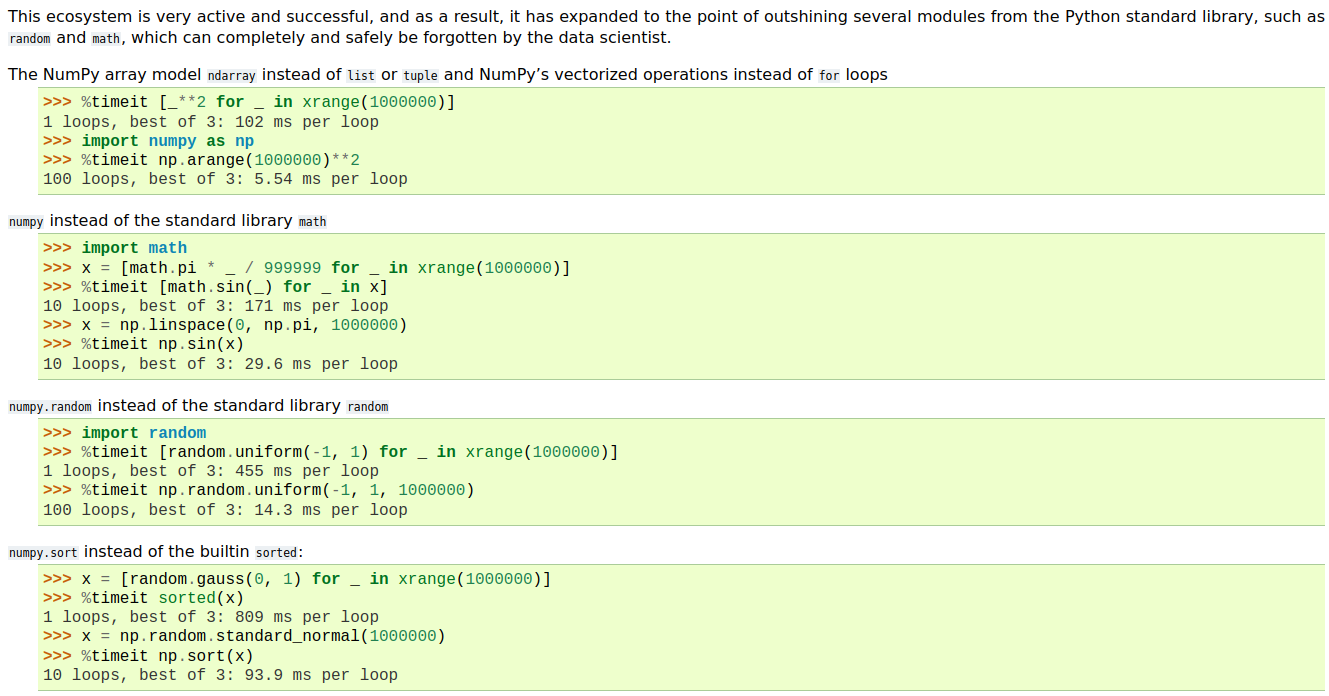 This ecosystem is very active and successful, and as a result, it has expanded to the point of outshining several modules from the Python standard library, such as
random and math, which can completely and safely be forgotten by the data scientist.
The NumPy array model ndarray instead of list or tuple and NumPy’s vectorized operations instead of for loops
>>> %timeit [_**2 for _ in xrange(1000000)]
1 loops, best of 3: 102 ms per loop
>>> import numpy as np
>>> %timeit np.arange(1000000)**2
100 loops, best of 3: 5.54 ms per loop
numpy instead of the standard library math
>>> import math
>>> x = [math.pi * _ / 999999 for _ in xrange(1000000)]
>>> %timeit [math.sin(_) for _ in x]
10 loops, best of 3: 171 ms per loop
>>> x = np.linspace(0, np.pi, 1000000)
>>> %timeit np.sin(x)
10 loops, best of 3: 29.6 ms per loop
numpy.random instead of the standard library random
>>> import random
>>> %timeit [random.uniform(-1, 1) for _ in xrange(1000000)]
1 loops, best of 3: 455 ms per loop
>>> %timeit np.random.uniform(-1, 1, 1000000)
100 loops, best of 3: 14.3 ms per loop
numpy.sort instead of the builtin sorted:
>>> x = [random.gauss(0, 1) for _ in xrange(1000000)]
>>> %timeit sorted(x)
1 loops, best of 3: 809 ms per loop
>>> x = np.random.standard_normal(1000000)
>>> %timeit np.sort(x)
10 loops, best of 3: 93.9 ms per loop